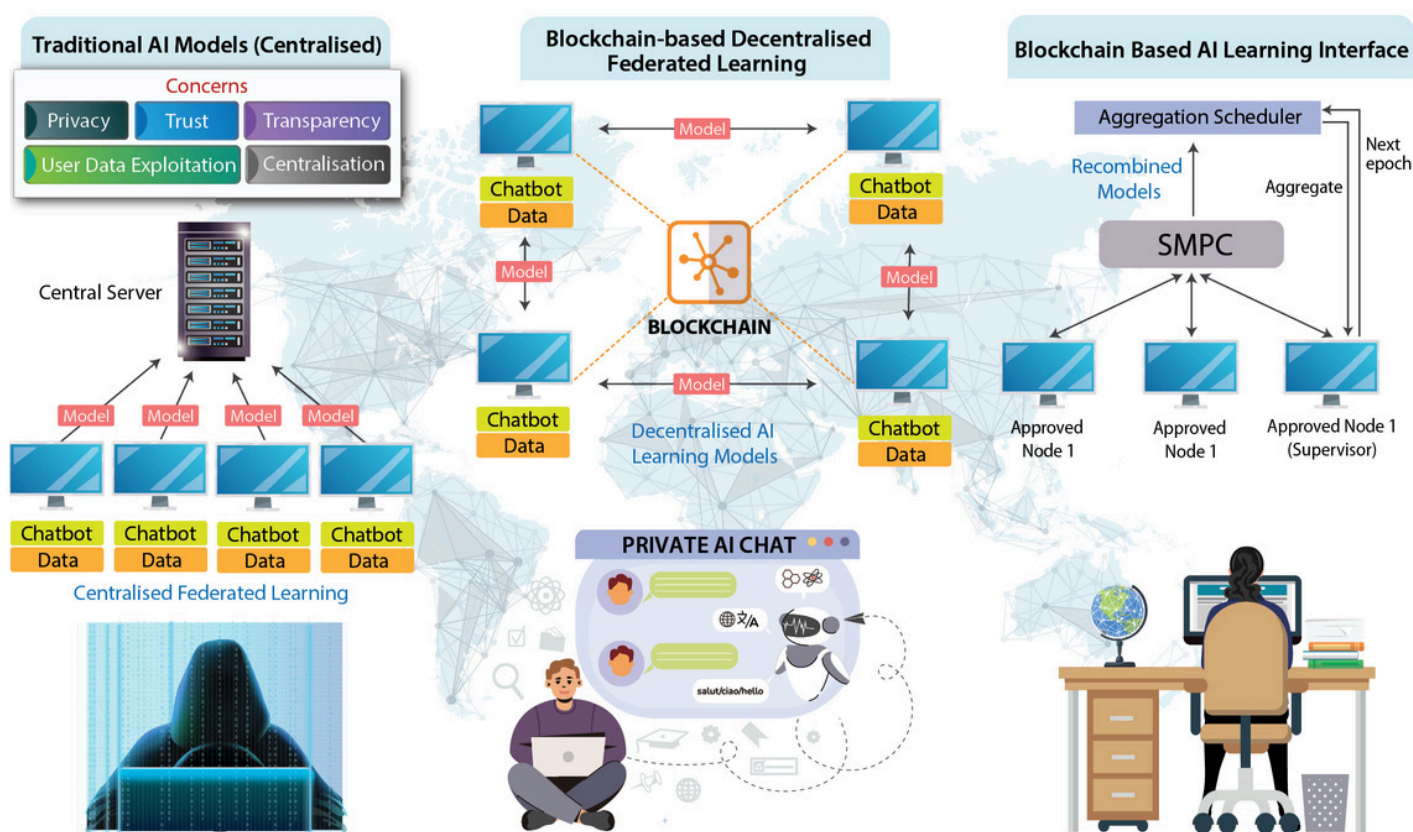 Traditional AI Models (Centralised)
Concerns
Privacy
Trust
Transparency
User Data Exploitation
Centralisation
Central Server
Model
Model
Model
Model
Chatbot
Data
Chatbot
Data
Chatbot
Data
Chatbot
Data
Centralised Federated Learning
Blockchain-based Decentralised
Federated Learning
Model
Chatbot
Data
Chatbot
Data
Model
Model
BLOCKCHAIN
Model
Chatbot
Data
Chatbot
Data
Decentralised AI
Learning Models
PRIVATE AI CHAT
文/A
salut/ciao/hello
Blockchain Based AI Learning Interface
Aggregation Scheduler
Recombined
Models
Next
epoch
Aggregate
SMPC
Approved
Node 1
Approved
Node 1
Approved Node 1
(Supervisor)